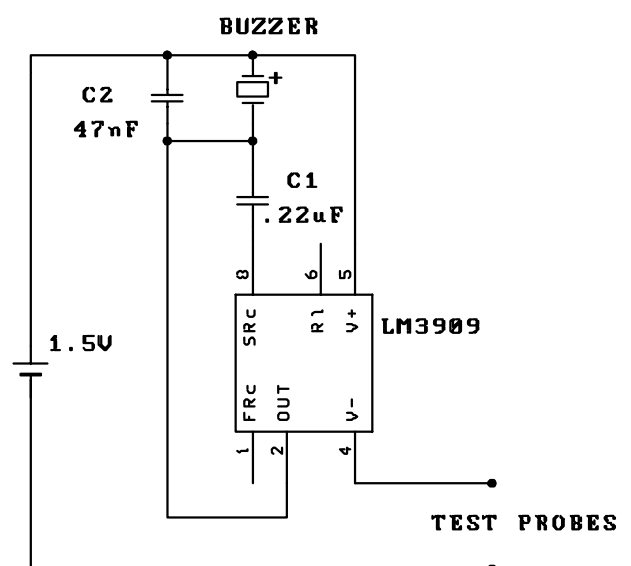 BUZZER
+
C2
47nF
C1
.22uF
8
6
5
SRc
Rl
V+
LM3909
1.5V
FRc
OUT
V-
1
2
4
TEST PROBES